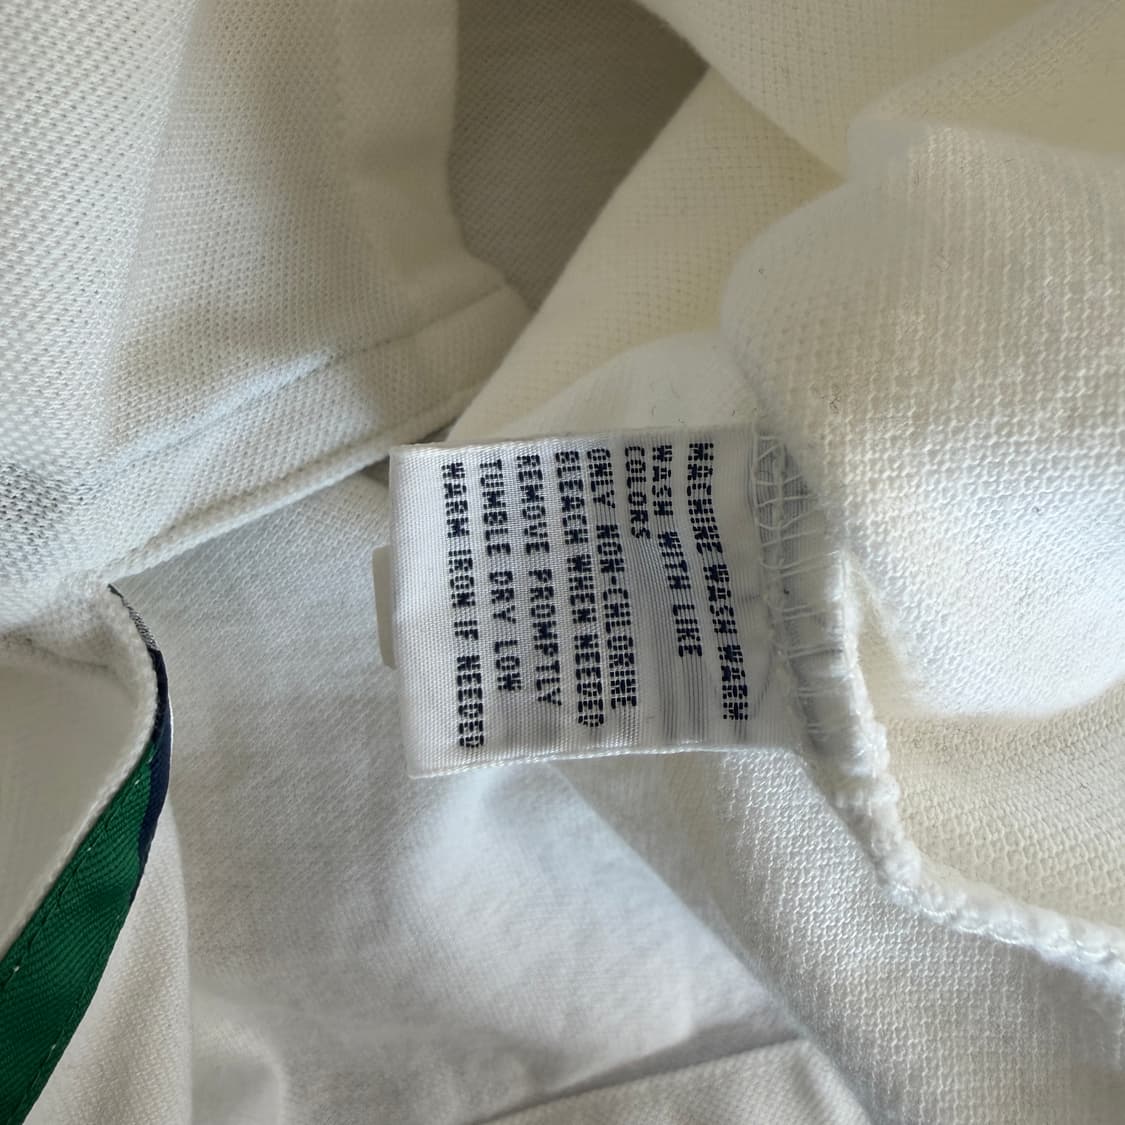 MACHINE WASH WARM
WASH WITH LIKE
COLORS
ONLY NON-CHLORINE
BLEACH WHEN NEEDED
REMOVE PROMPTLY
TUMBLE DRY LOW
WARM IRON IF NEEDED